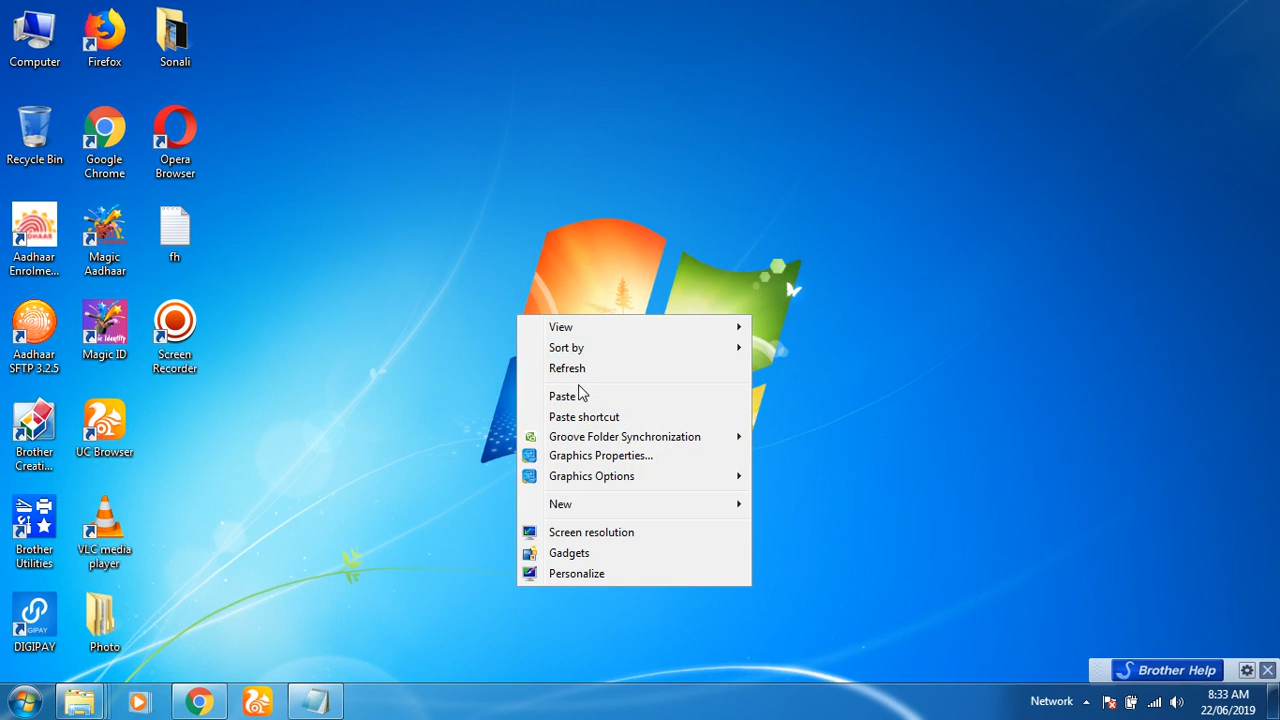 Computer
Firefox
Sonali
Recycle Bin
Google
Chrome
Opera
Browser
AADHAAR
Aadhaar
Enrolme...
Magic
Aadhaar
fh
Aadhaar
SFTP 3.2.5
Magic ID
Screen
Recorder
Brother
Creati...
UC Browser
Brother
Utilities
VLC media
player
DIGIPAY
DIGIPAY
Photo
View
Sort by
Refresh
Paste
Paste shortcut
Groove Folder Synchronization
Graphics Properties...
Graphics Options
New
Screen resolution
Gadgets
Personalize
Brother Help
Network
8:33 AM
22/06/2019